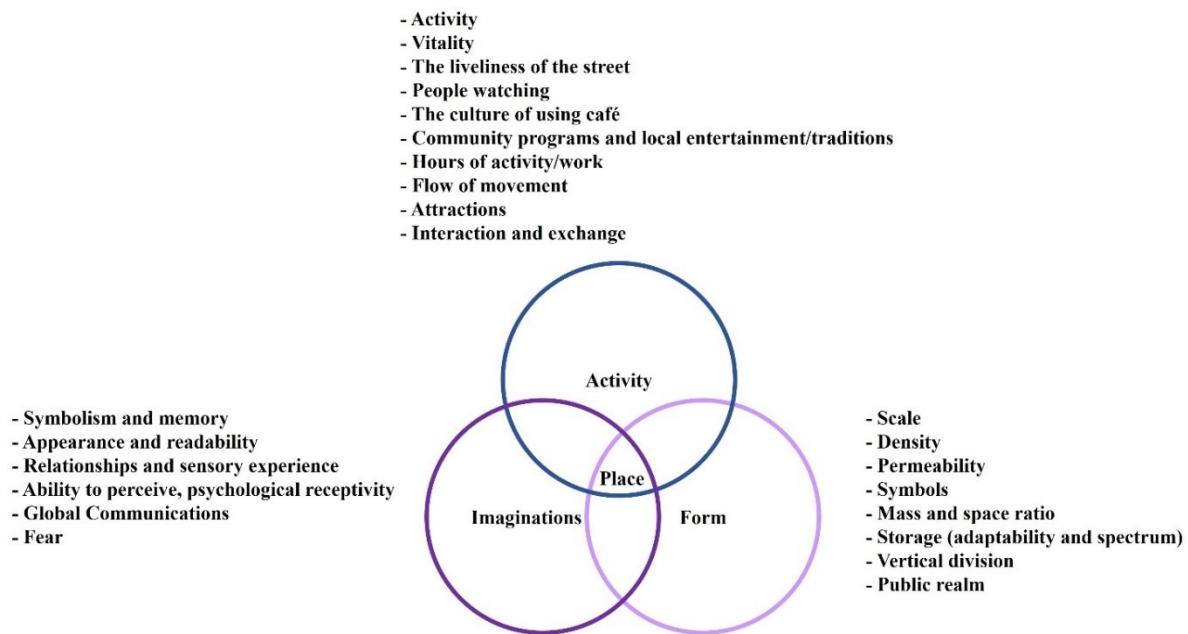 - Activity
- Vitality
- The liveliness of the street
- People watching
- The culture of using café
- Community programs and local entertainment/traditions
- Hours of activity/work
- Flow of movement
- Attractions
- Interaction and exchange
Activity
Place
Imaginations
Form
- Symbolism and memory
- Appearance and readability
- Relationships and sensory experience
- Ability to perceive, psychological receptivity
- Global Communications
- Fear
- Scale
- Density
- Permeability
- Symbols
- Mass and space ratio
- Storage (adaptability and spectrum)
- Vertical division
- Public realm